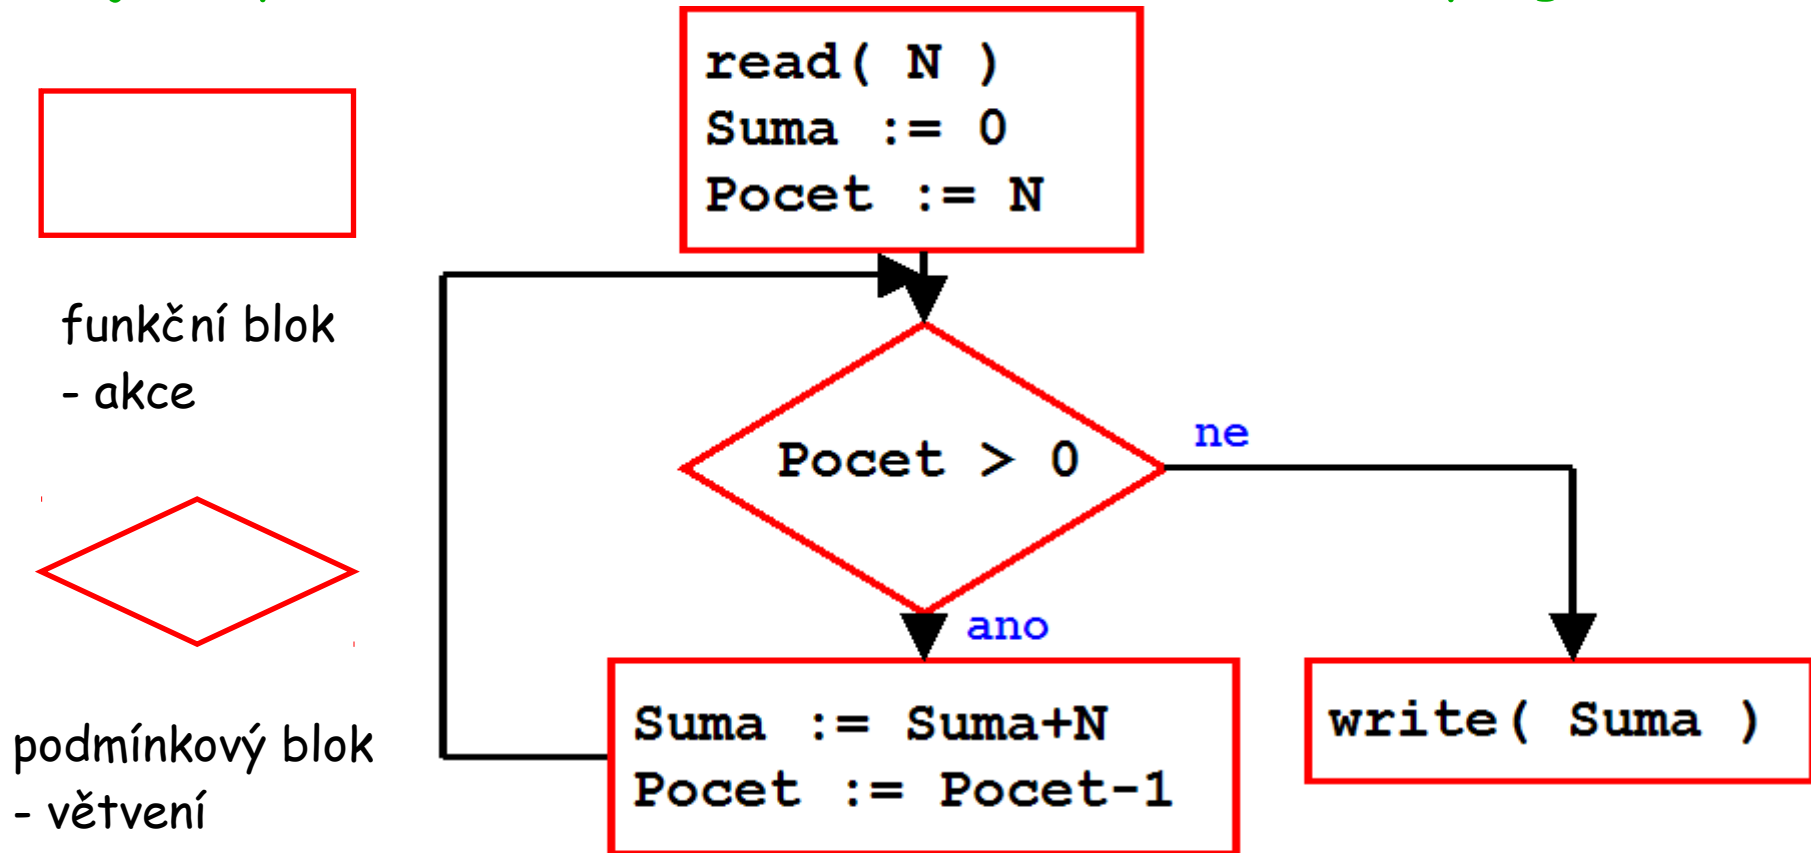 read( N )
Suma := 0
Pocet := N
funkční blok
- akce
Pocet > 0
ne
ano
podmínkový blok
- větvení
Suma := Suma+N
Pocet := Pocet-1
write( Suma )